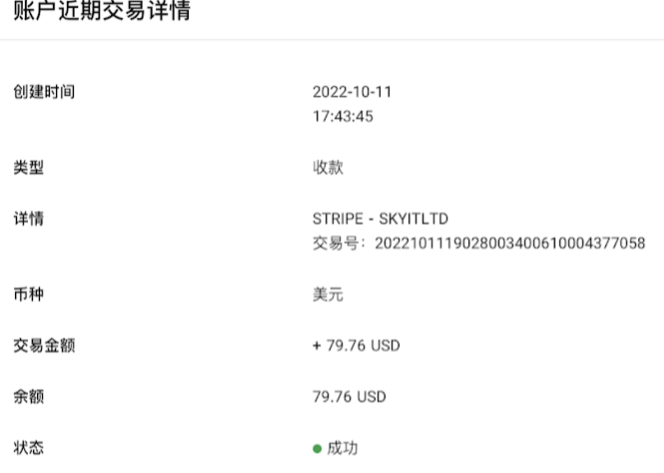 账户近期交易详情
创建时间 2022-10-11
17:43:45
类型 收款
详情 STRIPE - SKYITLTD
交易号：20221011190280034006​10004377058
币种 美元
交易金额 + 79.76 USD
余额 79.76 USD
状态 成功